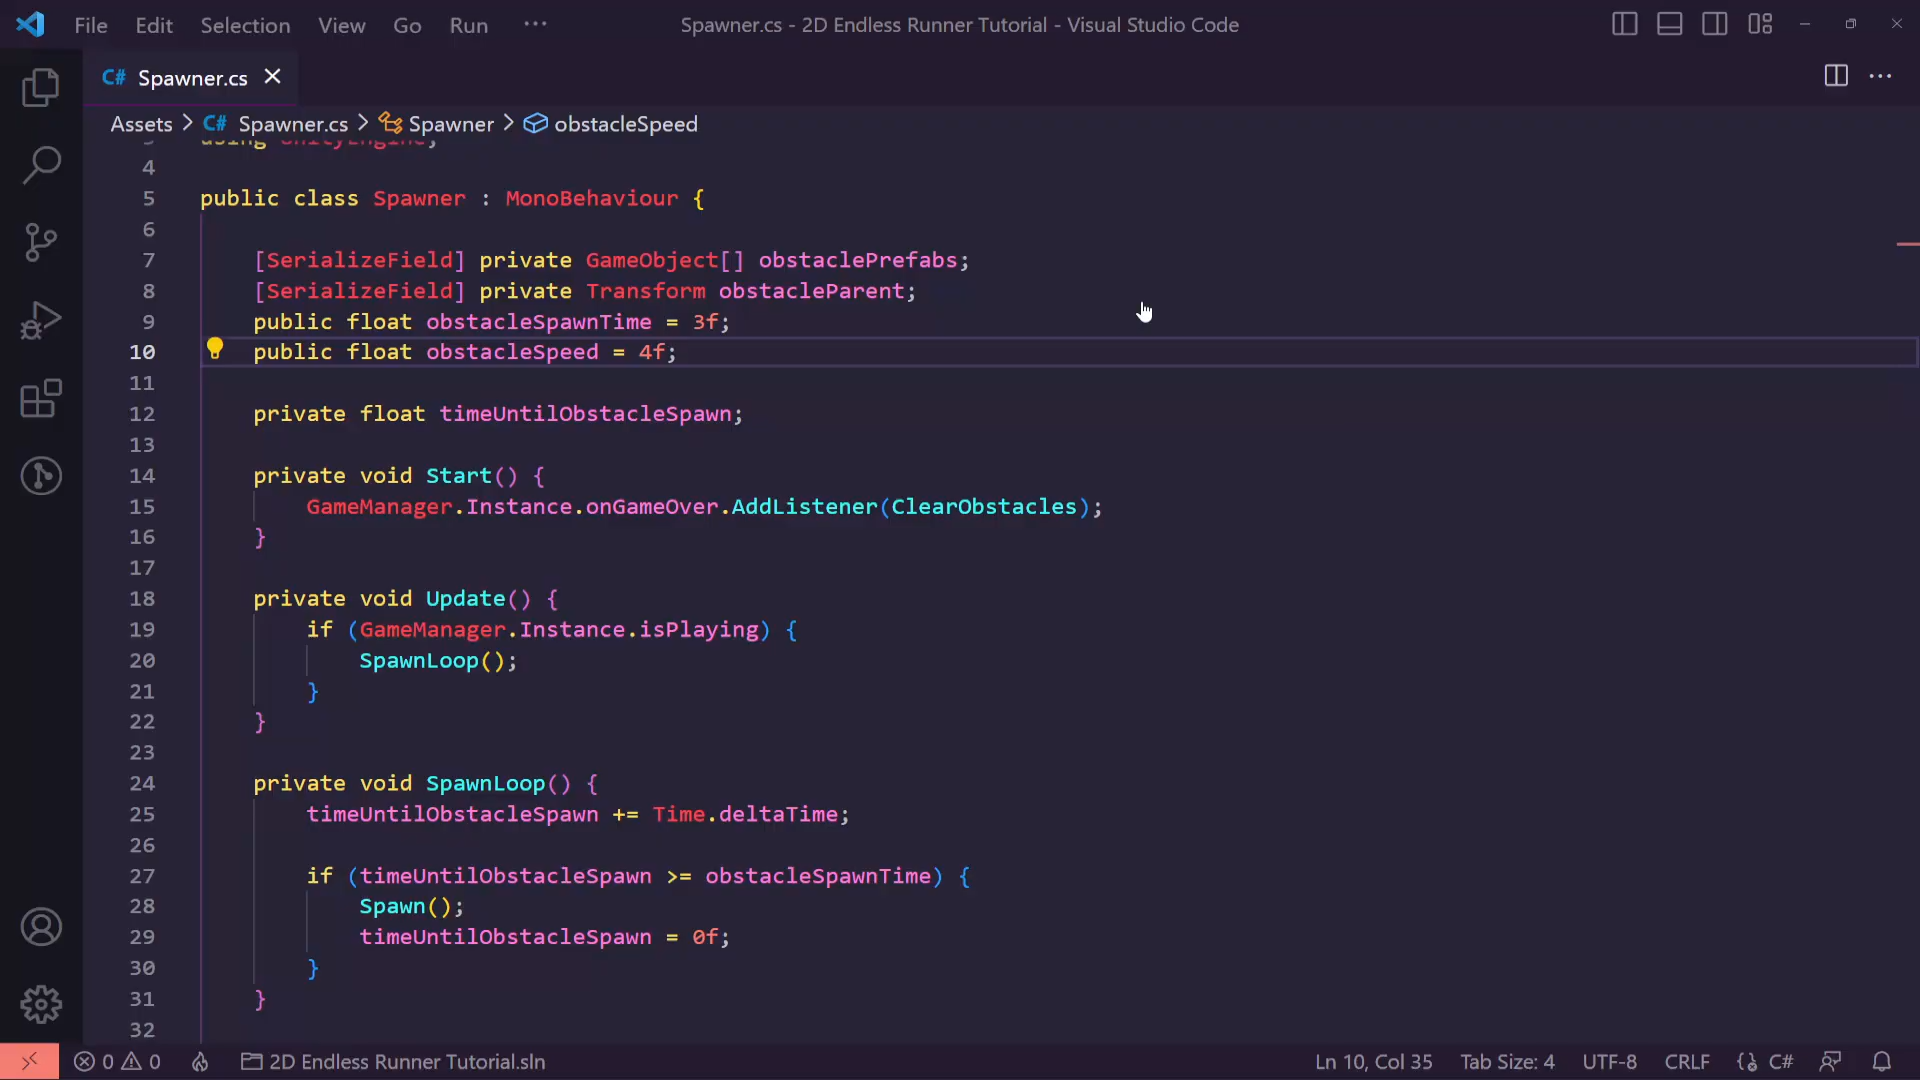 File Edit Selection View Go Run ··· Spawner.cs - 2D Endless Runner Tutorial - Visual Studio Code
C# Spawner.cs
Assets > C# Spawner.cs > Spawner > obstacleSpeed
3 using UnityEngine;
4
5 public class Spawner : MonoBehaviour {
6
7 [SerializeField] private GameObject[] obstaclePrefabs;
8 [SerializeField] private Transform obstacleParent;
9 public float obstacleSpawnTime = 3f;
10 public float obstacleSpeed = 4f;
11
12 private float timeUntilObstacleSpawn;
13
14 private void Start() {
15 GameManager.Instance.onGameOver.AddListener(ClearObstacles);
16 }
17
18 private void Update() {
19 if (GameManager.Instance.isPlaying) {
20 SpawnLoop();
21 }
22 }
23
24 private void SpawnLoop() {
25 timeUntilObstacleSpawn += Time.deltaTime;
26
27 if (timeUntilObstacleSpawn >= obstacleSpawnTime) {
28 Spawn();
29 timeUntilObstacleSpawn = 0f;
30 }
31 }
32
0 0 2D Endless Runner Tutorial.sln Ln 10, Col 35 Tab Size: 4 UTF-8 CRLF C#